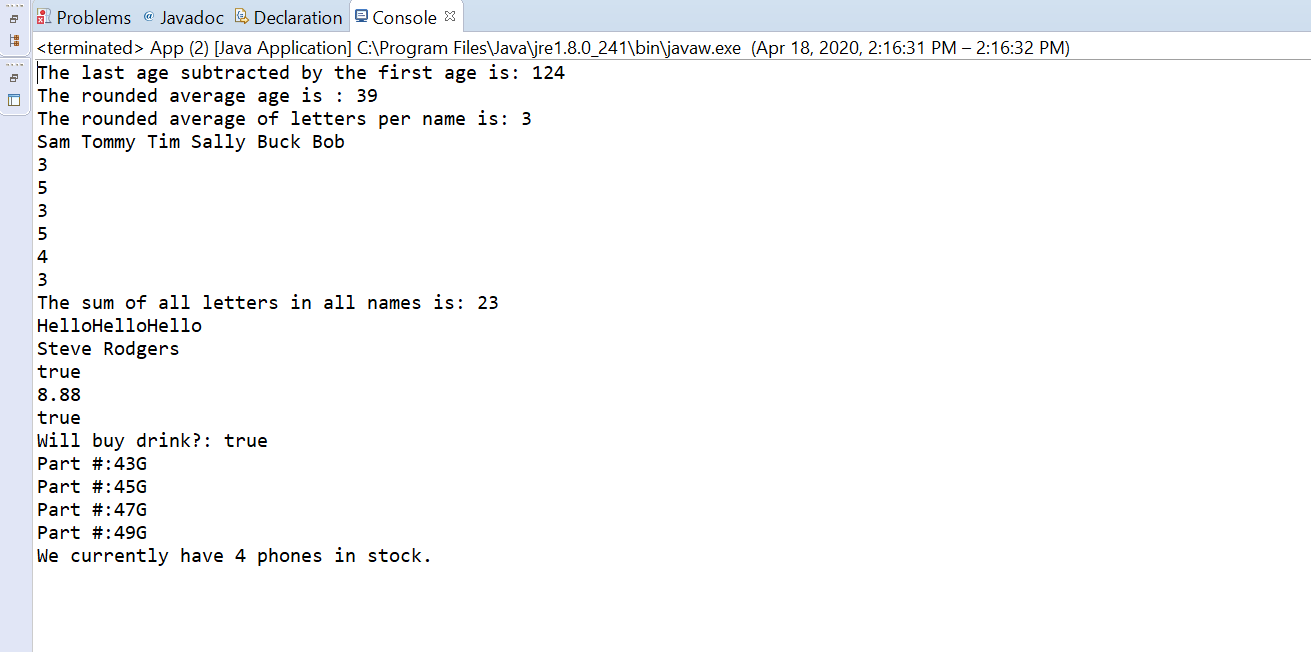 Problems @ Javadoc Declaration Console
<terminated> App (2) [Java Application] C:\Program Files\Java\jre1.8.0_241\bin\javaw.exe (Apr 18, 2020, 2:16:31 PM – 2:16:32 PM)
The last age subtracted by the first age is: 124
The rounded average age is : 39
The rounded average of letters per name is: 3
Sam Tommy Tim Sally Buck Bob
3
5
3
5
4
3
The sum of all letters in all names is: 23
HelloHelloHello
Steve Rodgers
true
8.88
true
Will buy drink?: true
Part #:43G
Part #:45G
Part #:47G
Part #:49G
We currently have 4 phones in stock.